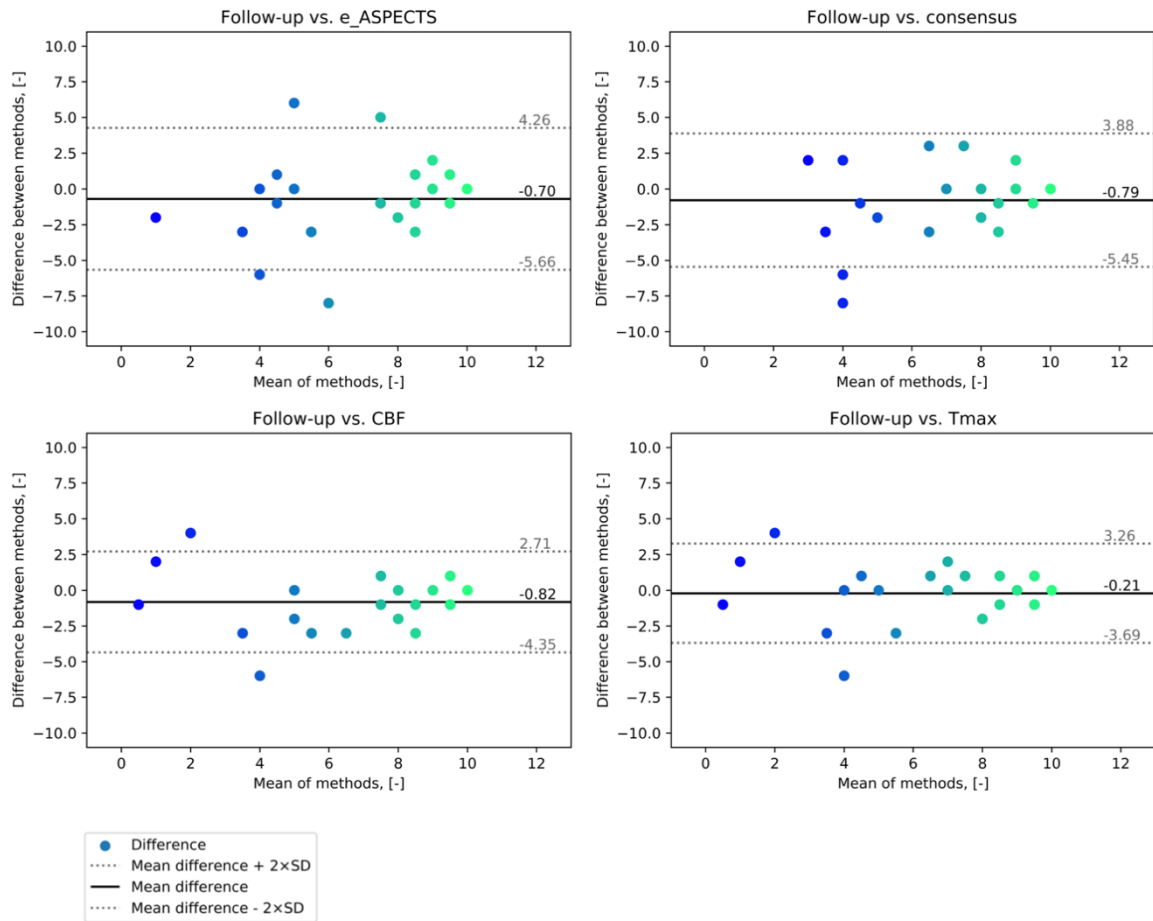 Follow-up vs. e_ASPECTS
Difference between methods, [-]
10.0
7.5
5.0
2.5
0.0
−2.5
−5.0
−7.5
−10.0
4.26
-0.70
-5.66
0 2 4 6 8 10 12
Mean of methods, [-]
Follow-up vs. consensus
Difference between methods, [-]
10.0
7.5
5.0
2.5
0.0
−2.5
−5.0
−7.5
−10.0
3.88
-0.79
-5.45
0 2 4 6 8 10 12
Mean of methods, [-]
Follow-up vs. CBF
Difference between methods, [-]
10.0
7.5
5.0
2.5
0.0
−2.5
−5.0
−7.5
−10.0
2.71
-0.82
-4.35
0 2 4 6 8 10 12
Mean of methods, [-]
Follow-up vs. Tmax
Difference between methods, [-]
10.0
7.5
5.0
2.5
0.0
−2.5
−5.0
−7.5
−10.0
3.26
-0.21
-3.69
0 2 4 6 8 10 12
Mean of methods, [-]
Difference
Mean difference + 2×SD
Mean difference
Mean difference - 2×SD